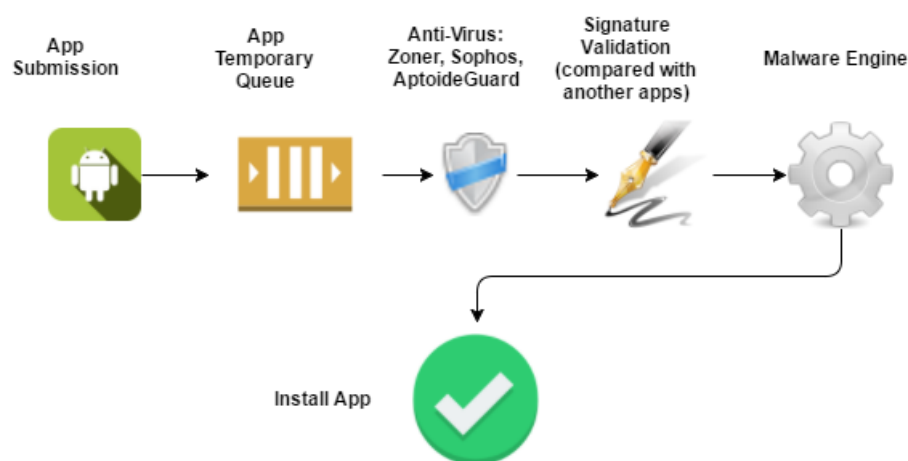 App
Submission
App
Temporary
Queue
Anti-Virus:
Zoner, Sophos,
AptoideGuard
Signature
Validation
(compared with
another apps)
Malware Engine
Install App